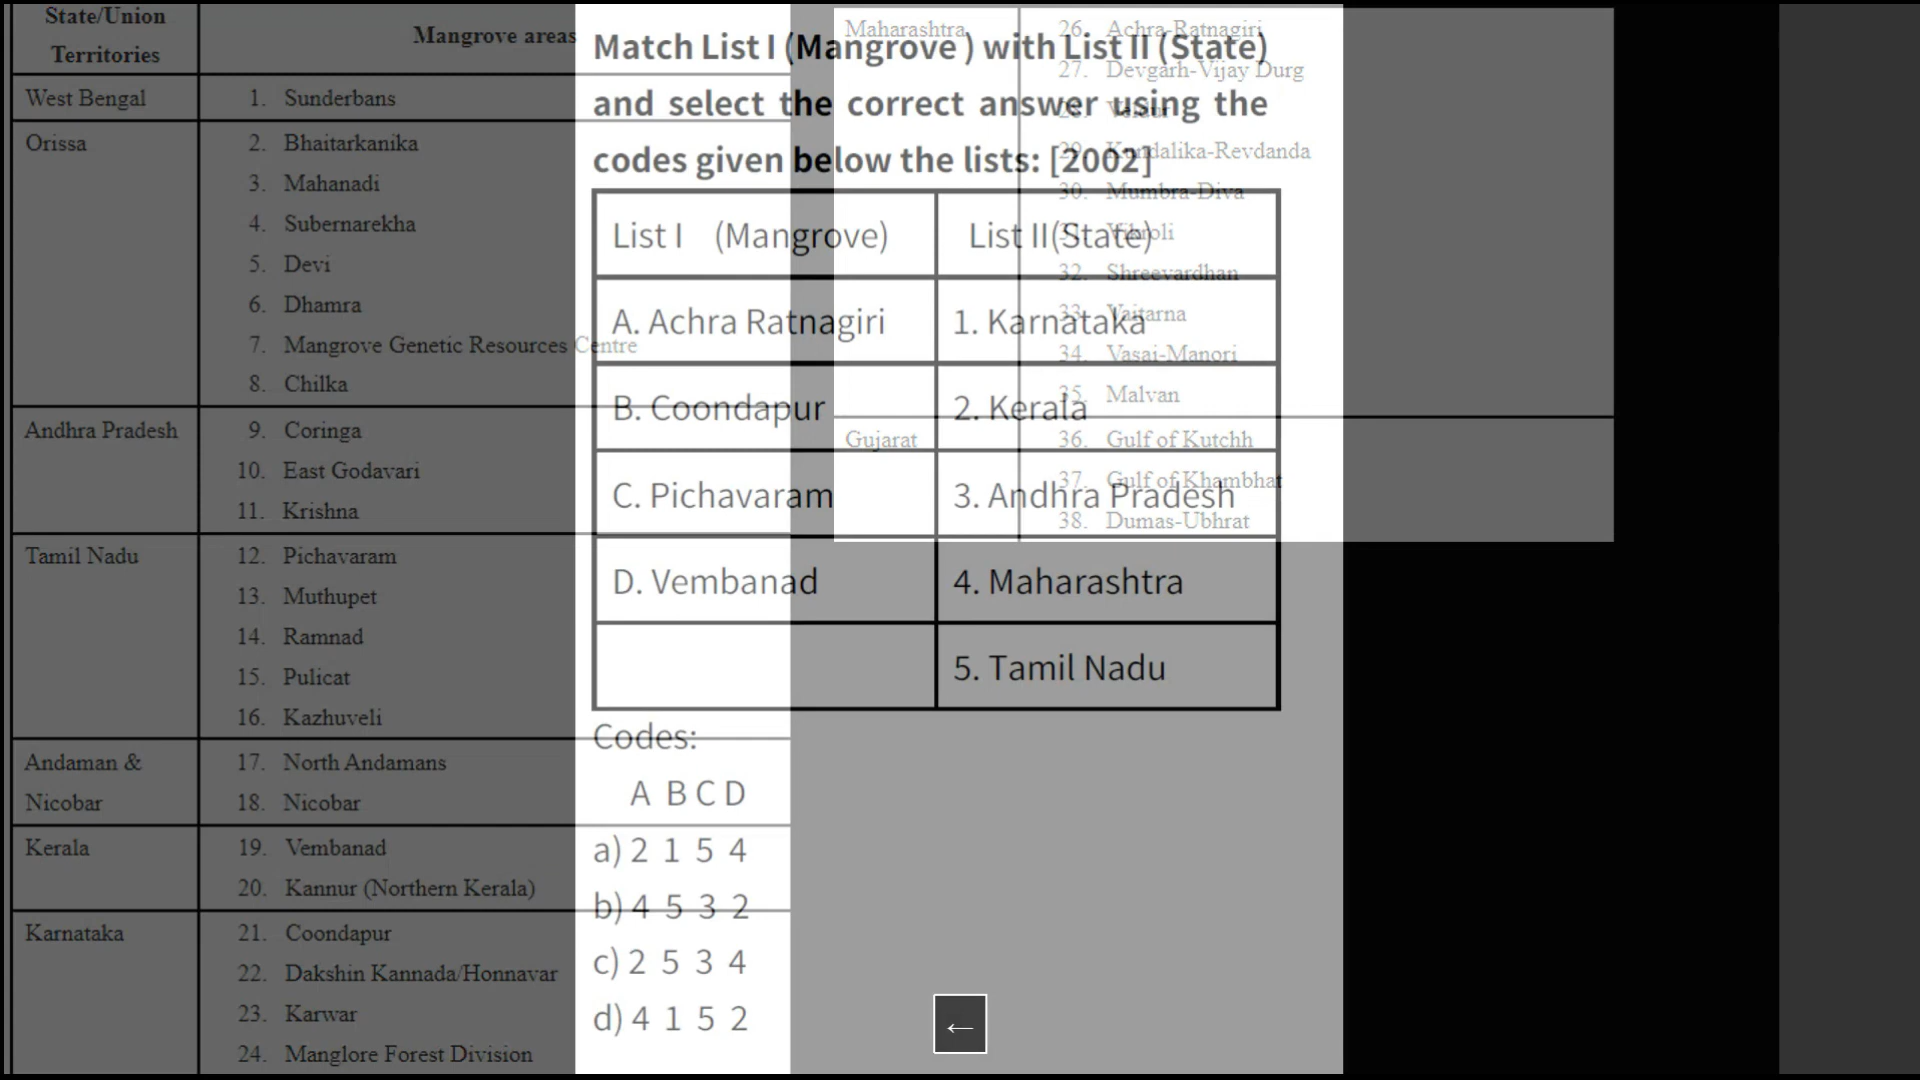 State/Union
Territories
Mangrove areas
West Bengal
1. Sunderbans
Orissa
2. Bhaitarkanika
3. Mahanadi
4. Subernarekha
5. Devi
6. Dhamra
7. Mangrove Genetic Resources Centre
8. Chilka
Andhra Pradesh
9. Coringa
10. East Godavari
11. Krishna
Tamil Nadu
12. Pichavaram
13. Muthupet
14. Ramnad
15. Pulicat
16. Kazhuveli
Andaman &
Nicobar
17. North Andamans
18. Nicobar
Kerala
19. Vembanad
20. Kannur (Northern Kerala)
Karnataka
21. Coondapur
22. Dakshin Kannada/Honnavar
23. Karwar
24. Manglore Forest Division
Match List I (Mangrove ) with List II (State)
and select the correct answer using the
codes given below the lists: [2002]
List I (Mangrove) List II(State)
A. Achra Ratnagiri 1. Karnataka
B. Coondapur 2. Kerala
C. Pichavaram 3. Andhra Pradesh
D. Vembanad 4. Maharashtra
5. Tamil Nadu
Codes:
A B C D
a) 2 1 5 4
b) 4 5 3 2
c) 2 5 3 4
d) 4 1 5 2
Maharashtra
26. Achra-Ratnagiri
27. Devgarh-Vijay Durg
28.
29. Kundalika-Revdanda
30. Mumbra-Diva
Vikroli
32. Shreevardhan
33. Vaitarna
34. Vasai-Manori
35. Malvan
Gujarat
36. Gulf of Kutchh
37. Gulf of Khambhat
38. Dumas-Ubhrat
←